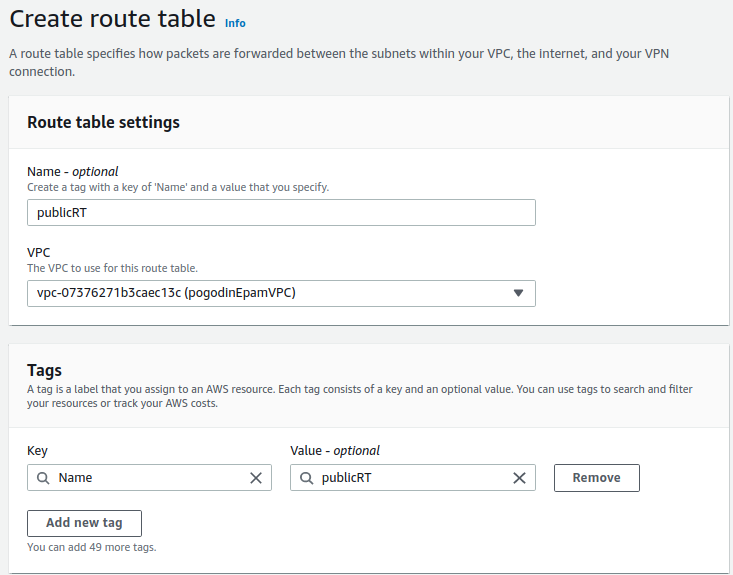 Create route table Info
A route table specifies how packets are forwarded between the subnets within your VPC, the internet, and your VPN
connection.
Route table settings
Name - optional
Create a tag with a key of 'Name' and a value that you specify.
publicRT
VPC
The VPC to use for this route table.
vpc-07376271b3caec13c (pogodinEpamVPC)
Tags
A tag is a label that you assign to an AWS resource. Each tag consists of a key and an optional value. You can use tags to search and filter
your resources or track your AWS costs.
Key Value - optional
Name publicRT Remove
Add new tag
You can add 49 more tags.